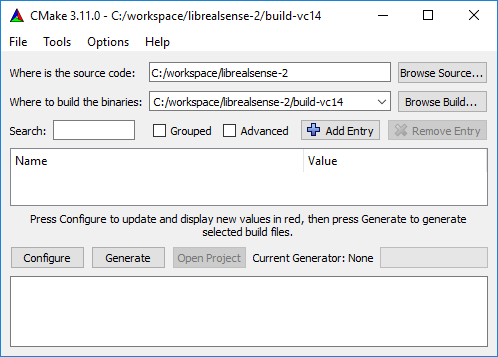 CMake 3.11.0 - C:/workspace/librealsense-2/build-vc14
File Tools Options Help
Where is the source code: C:/workspace/librealsense-2 Browse Source...
Where to build the binaries: C:/workspace/librealsense-2/build-vc14 Browse Build...
Search: Grouped Advanced Add Entry Remove Entry
Name Value
Press Configure to update and display new values in red, then press Generate to generate
selected build files.
Configure Generate Open Project Current Generator: None